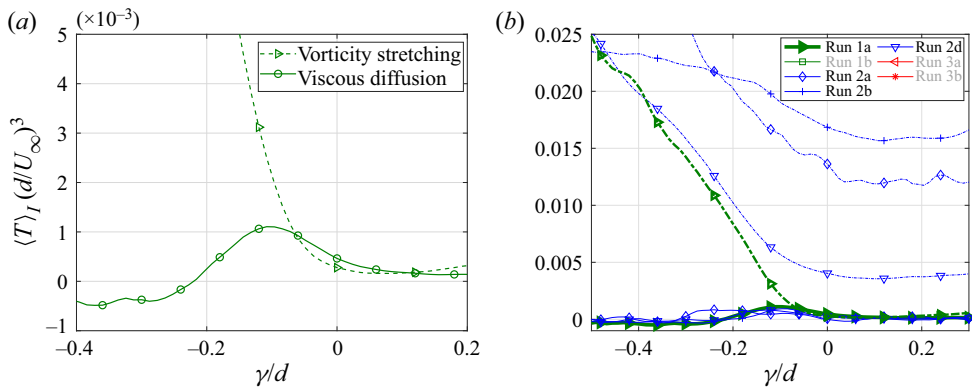 (a)
(×10⁻³)
5
4
3
2
1
0
−1
⟨T⟩_I (d/U_∞)³
Vorticity stretching
Viscous diffusion
−0.4
−0.2
0
0.2
γ/d
(b)
0.025
0.020
0.015
0.010
0.005
0
Run 1a
Run 2d
Run 1b
Run 3a
Run 2a
Run 3b
Run 2b
−0.4
−0.2
0
0.2
γ/d